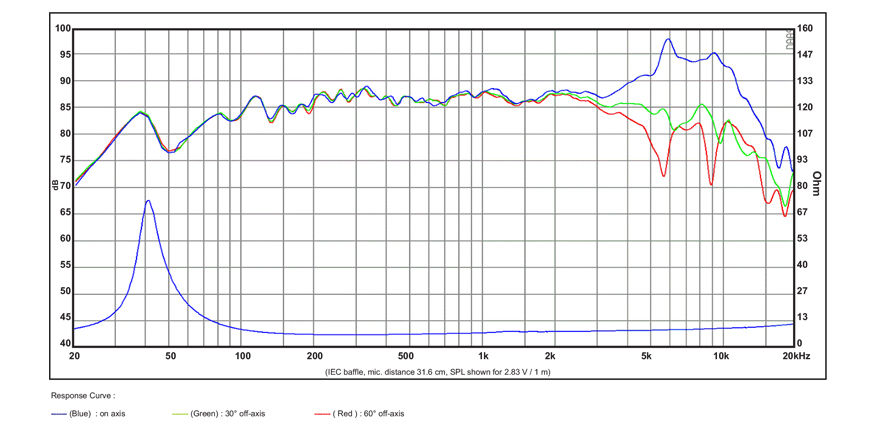 100 160
95 147
90 133
85 120
80 107
75 93
dB 70 80 Ohm
65 67
60 53
55 40
50 27
45 13
40 0
20 50 100 200 500 1k 2k 5k 10k 20kHz
(IEC baffle, mic. distance 31.6 cm, SPL shown for 2.83 V / 1 m)
Response Curve :
(Blue) : on axis (Green) : 30° off-axis ( Red ) : 60° off-axis